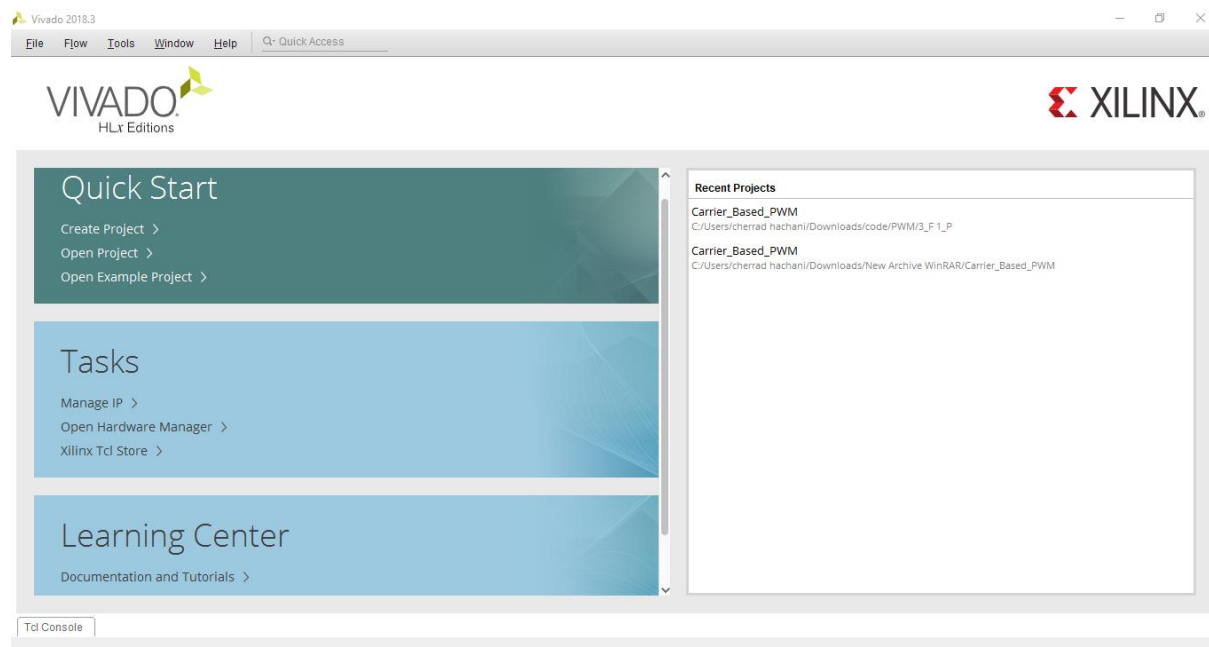 Vivado 2018.3
File Flow Tools Window Help Q- Quick Access
VIVADO.
HLx Editions
XILINX®
Quick Start
Create Project >
Open Project >
Open Example Project >
Tasks
Manage IP >
Open Hardware Manager >
Xilinx Tcl Store >
Learning Center
Documentation and Tutorials >
Recent Projects
Carrier_Based_PWM
C:/Users/cherrad hachani/Downloads/code/PWM/3_F 1_P
Carrier_Based_PWM
C:/Users/cherrad hachani/Downloads/New Archive WinRAR/Carrier_Based_PWM
Tcl Console